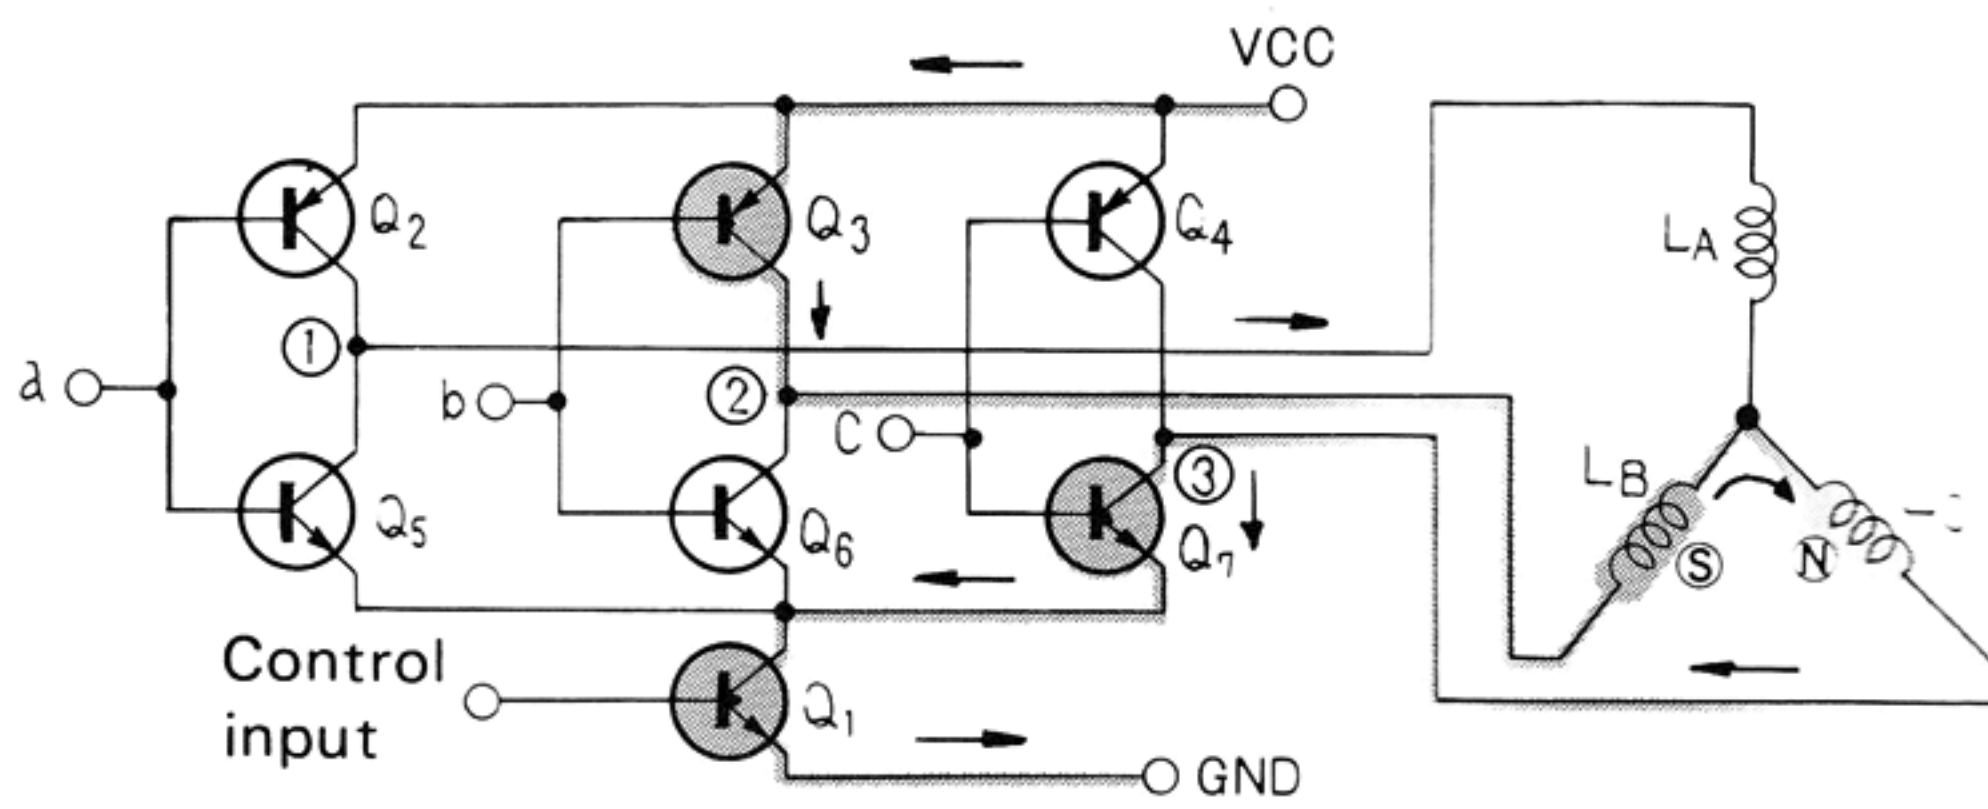 VCC
Q2
Q3
Q4
LA
①
a
b
②
C
③
LB
Q5
Q6
Q7
Ⓢ
Ⓝ
Control
input
Q1
GND